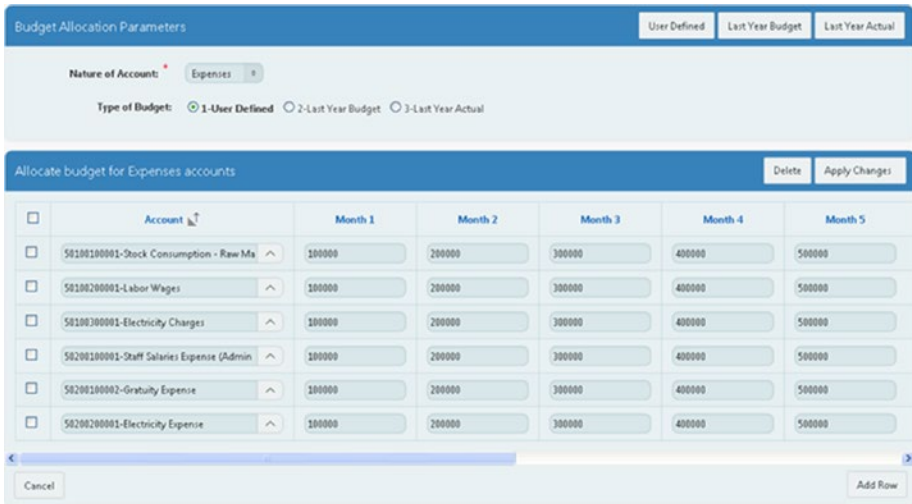 Budget Allocation Parameters User Defined Last Year Budget Last Year Actual
Nature of Account: * Expenses
Type of Budget: 1-User Defined 2-Last Year Budget 3-Last Year Actual
Allocate budget for Expenses accounts Delete Apply Changes
Account Month 1 Month 2 Month 3 Month 4 Month 5
50100100001-Stock Consumption - Raw Ma 100000 200000 300000 400000 500000
50100200001-Labor Wages 100000 200000 300000 400000 500000
50100300001-Electricity Charges 100000 200000 300000 400000 500000
50200100001-Staff Salaries Expense (Admin 100000 200000 300000 400000 500000
50200100002-Gratuity Expense 100000 200000 300000 400000 500000
50200200001-Electricity Expense 100000 200000 300000 400000 500000
Cancel Add Row